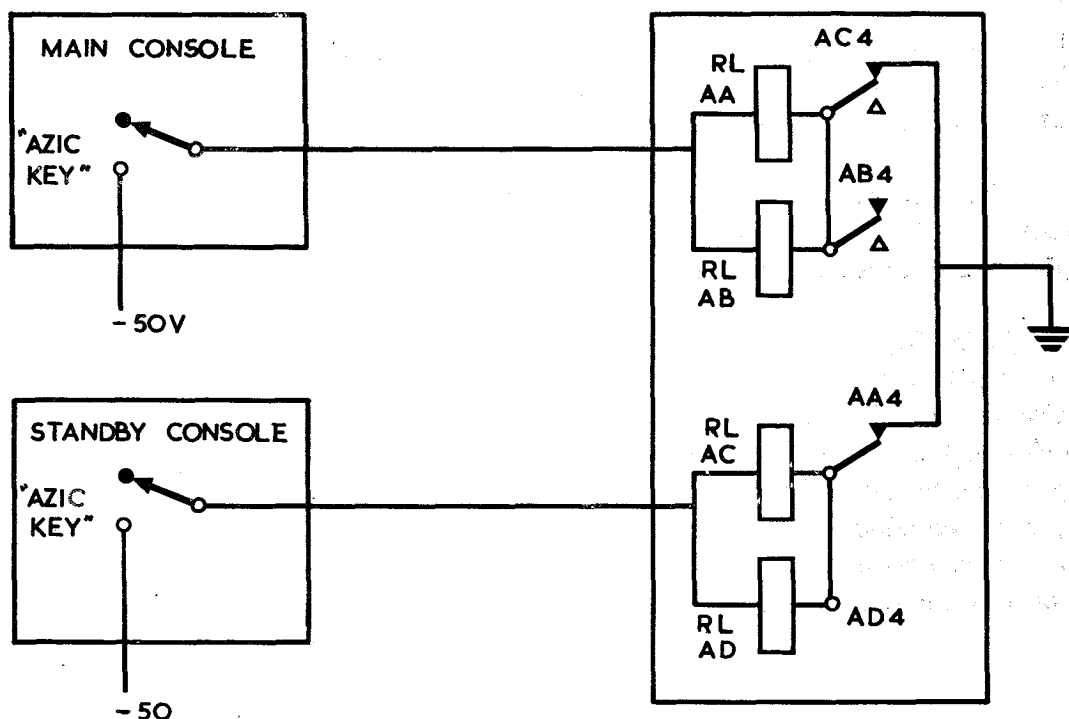 MAIN CONSOLE
"AZIC
KEY"
-50V
AC4
RL
AA
AB4
RL
AB
STANDBY CONSOLE
"AZIC
KEY"
-50
AA4
RL
AC
AD4
RL
AD